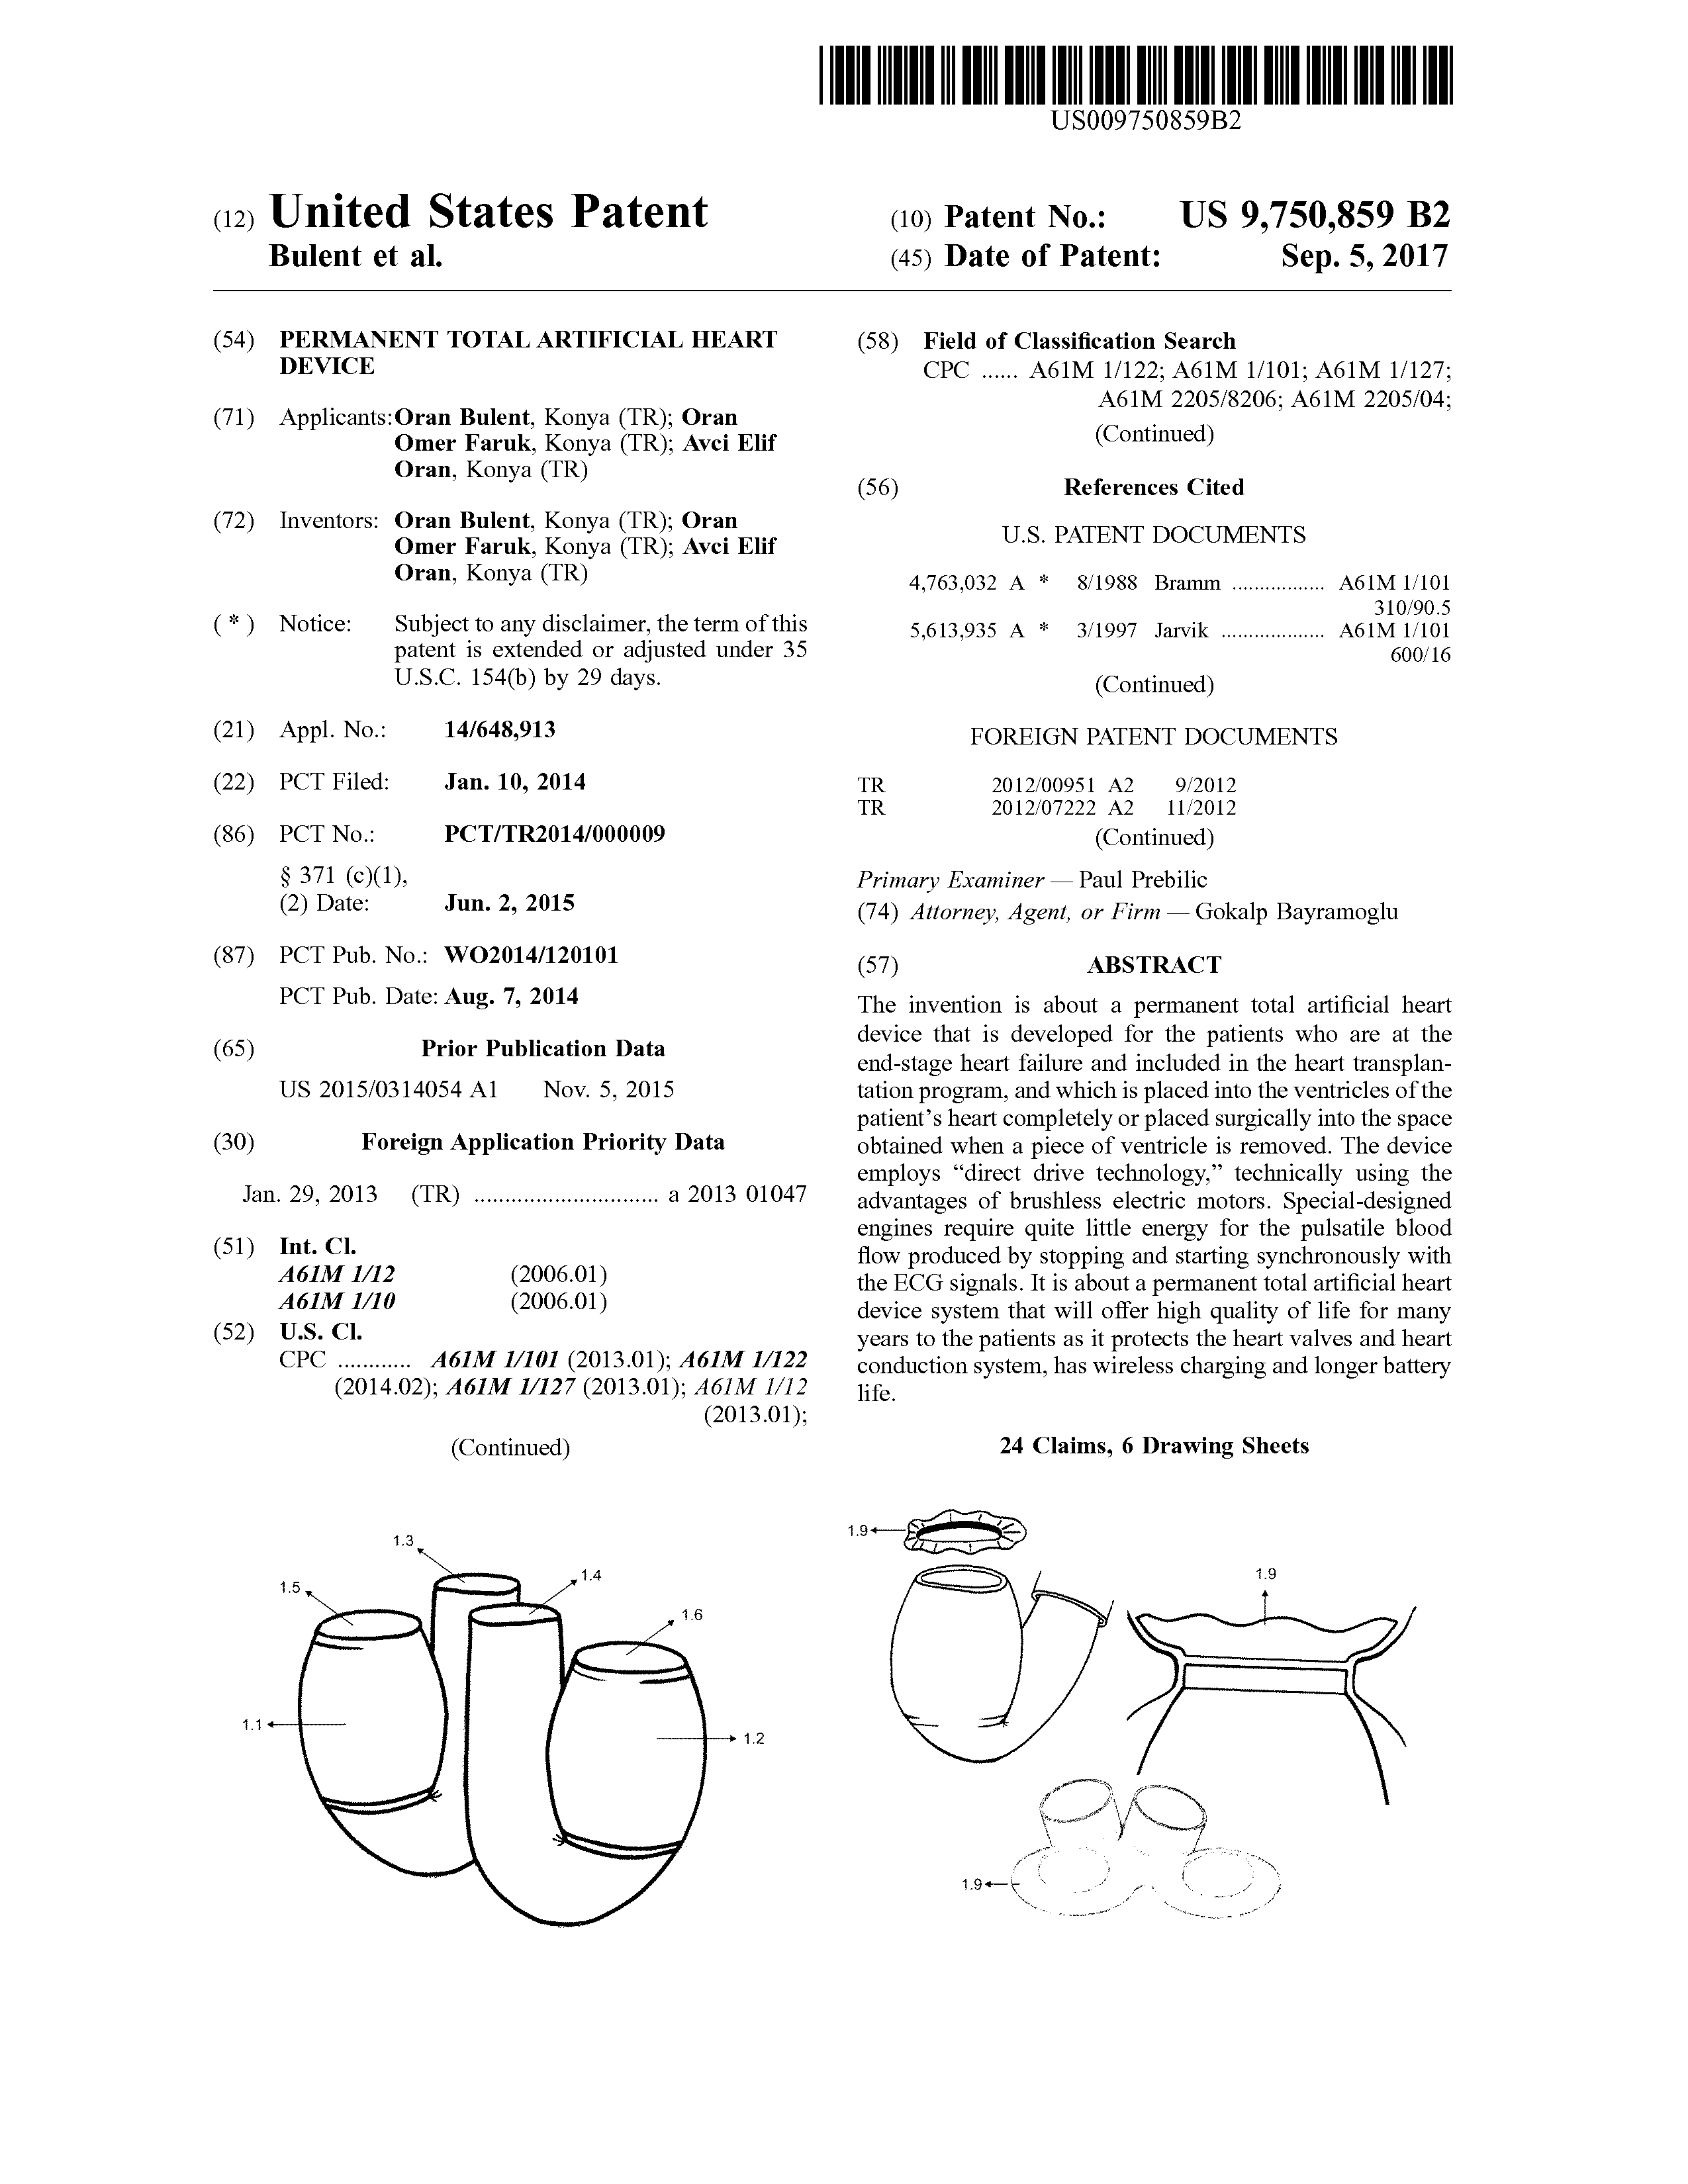 US009750859B2
(12) United States Patent
Bulent et al.
(10) Patent No.: US 9,750,859 B2
(45) Date of Patent: Sep. 5, 2017
(54) PERMANENT TOTAL ARTIFICIAL HEART
DEVICE
(71) Applicants: Oran Bulent, Konya (TR); Oran
Omer Faruk, Konya (TR); Avci Elif
Oran, Konya (TR)
(72) Inventors: Oran Bulent, Konya (TR); Oran
Omer Faruk, Konya (TR); Avci Elif
Oran, Konya (TR)
( * ) Notice: Subject to any disclaimer, the term of this
patent is extended or adjusted under 35
U.S.C. 154(b) by 29 days.
(21) Appl. No.: 14/648,913
(22) PCT Filed: Jan. 10, 2014
(86) PCT No.: PCT/TR2014/000009
§ 371 (c)(1),
(2) Date: Jun. 2, 2015
(87) PCT Pub. No.: WO2014/120101
PCT Pub. Date: Aug. 7, 2014
(65) Prior Publication Data
US 2015/0314054 A1 Nov. 5, 2015
(30) Foreign Application Priority Data
Jan. 29, 2013 (TR) .............................. a 2013 01047
(51) Int. Cl.
A61M 1/12 (2006.01)
A61M 1/10 (2006.01)
(52) U.S. Cl.
CPC ............ A61M 1/101 (2013.01); A61M 1/122
(2014.02); A61M 1/127 (2013.01); A61M 1/12
(2013.01);
(Continued)
(58) Field of Classification Search
CPC ...... A61M 1/122; A61M 1/101; A61M 1/127;
A61M 2205/8206; A61M 2205/04;
(Continued)
(56) References Cited
U.S. PATENT DOCUMENTS
4,763,032 A * 8/1988 Bramm ................. A61M 1/101
310/90.5
5,613,935 A * 3/1997 Jarvik ................... A61M 1/101
600/16
(Continued)
FOREIGN PATENT DOCUMENTS
TR 2012/00951 A2 9/2012
TR 2012/07222 A2 11/2012
(Continued)
Primary Examiner — Paul Prebilic
(74) Attorney, Agent, or Firm — Gokalp Bayramoglu
(57) ABSTRACT
The invention is about a permanent total artificial heart
device that is developed for the patients who are at the
end-stage heart failure and included in the heart transplan-
tation program, and which is placed into the ventricles of the
patient's heart completely or placed surgically into the space
obtained when a piece of ventricle is removed. The device
employs “direct drive technology,” technically using the
advantages of brushless electric motors. Special-designed
engines require quite little energy for the pulsatile blood
flow produced by stopping and starting synchronously with
the ECG signals. It is about a permanent total artificial heart
device system that will offer high quality of life for many
years to the patients as it protects the heart valves and heart
conduction system, has wireless charging and longer battery
life.
24 Claims, 6 Drawing Sheets
1.3
1.5
1.4
1.6
1.1
1.2
1.9
1.9
1.9